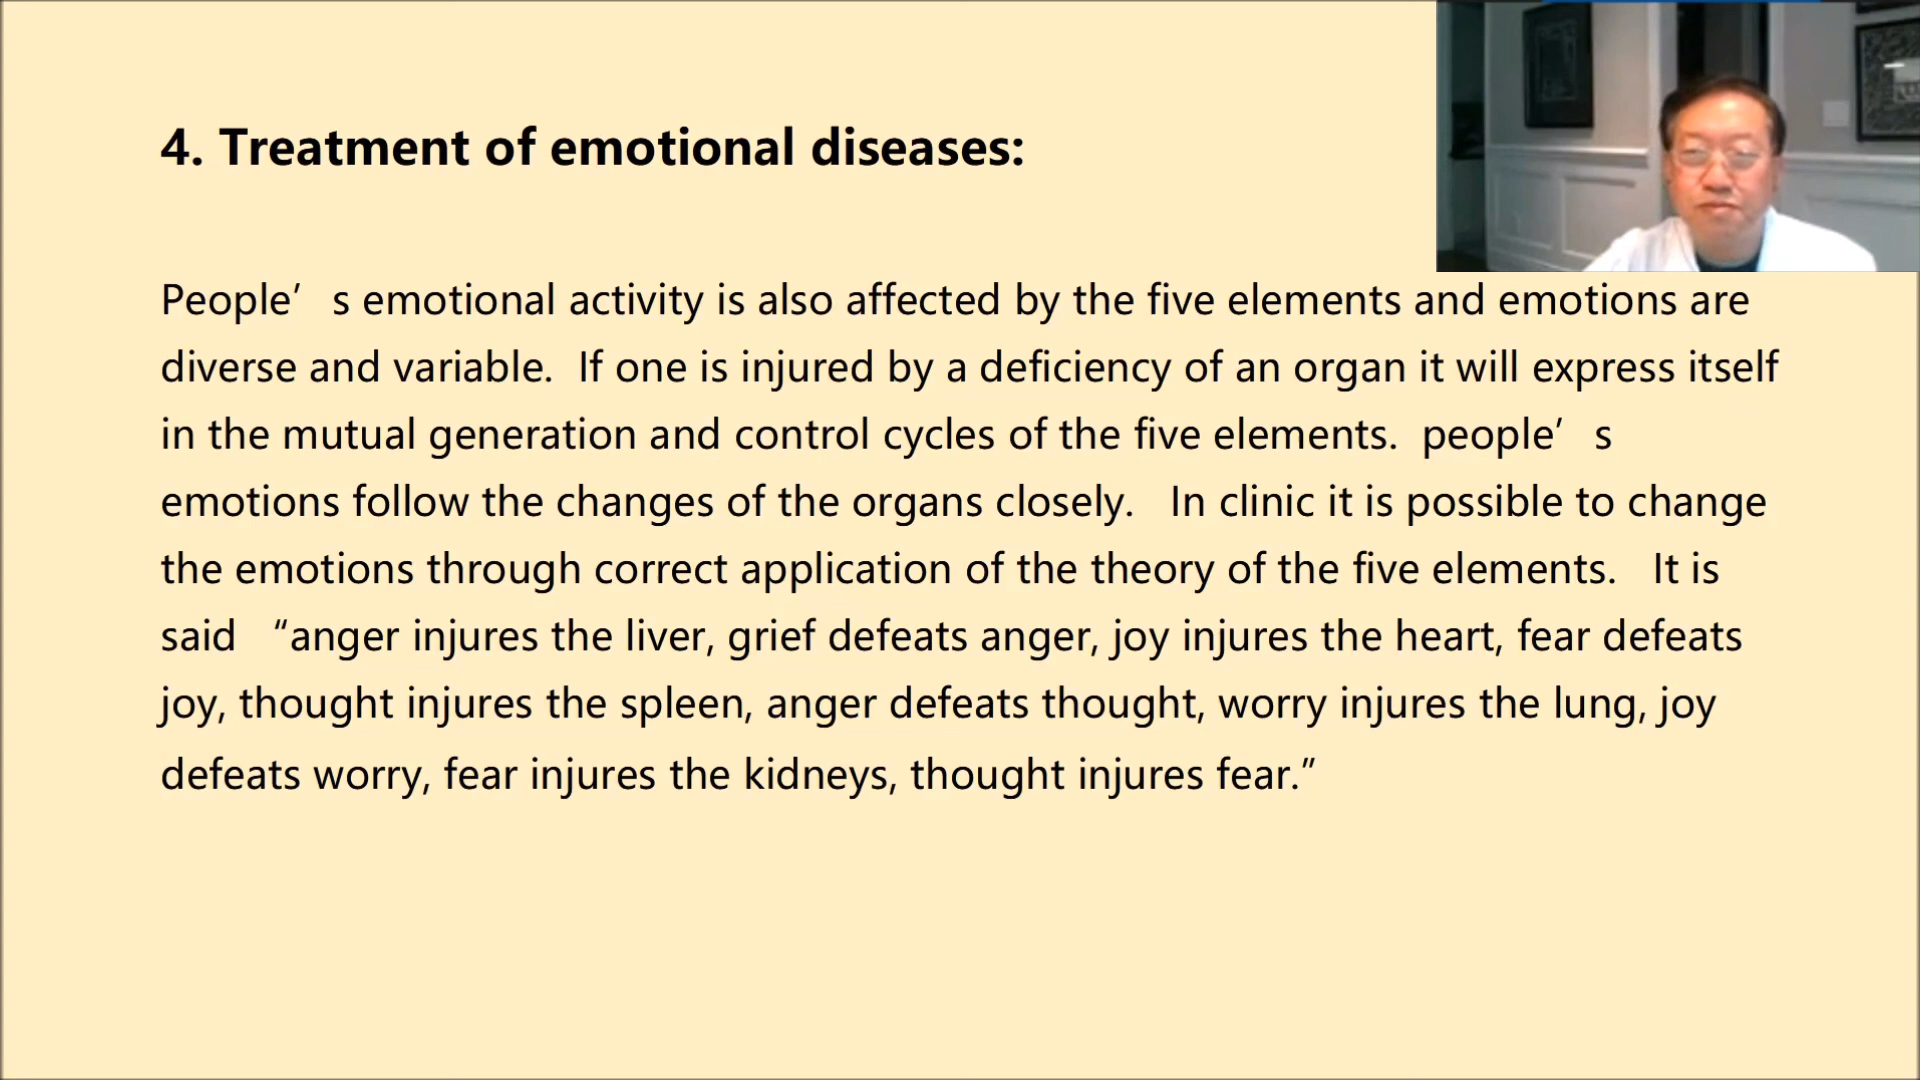 4. Treatment of emotional diseases:
People’ s emotional activity is also affected by the five elements and emotions are
diverse and variable. If one is injured by a deficiency of an organ it will express itself
in the mutual generation and control cycles of the five elements. people’ s
emotions follow the changes of the organs closely. In clinic it is possible to change
the emotions through correct application of the theory of the five elements. It is
said “anger injures the liver, grief defeats anger, joy injures the heart, fear defeats
joy, thought injures the spleen, anger defeats thought, worry injures the lung, joy
defeats worry, fear injures the kidneys, thought injures fear.”